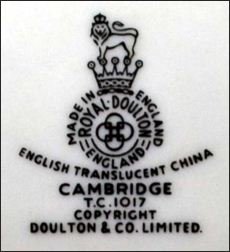 MADE IN ENGLAND
ROYAL·DOULTON
ENGLAND
ENGLISH TRANSLUCENT CHINA
CAMBRIDGE
T.C. 1017
COPYRIGHT
DOULTON & CO. LIMITED.